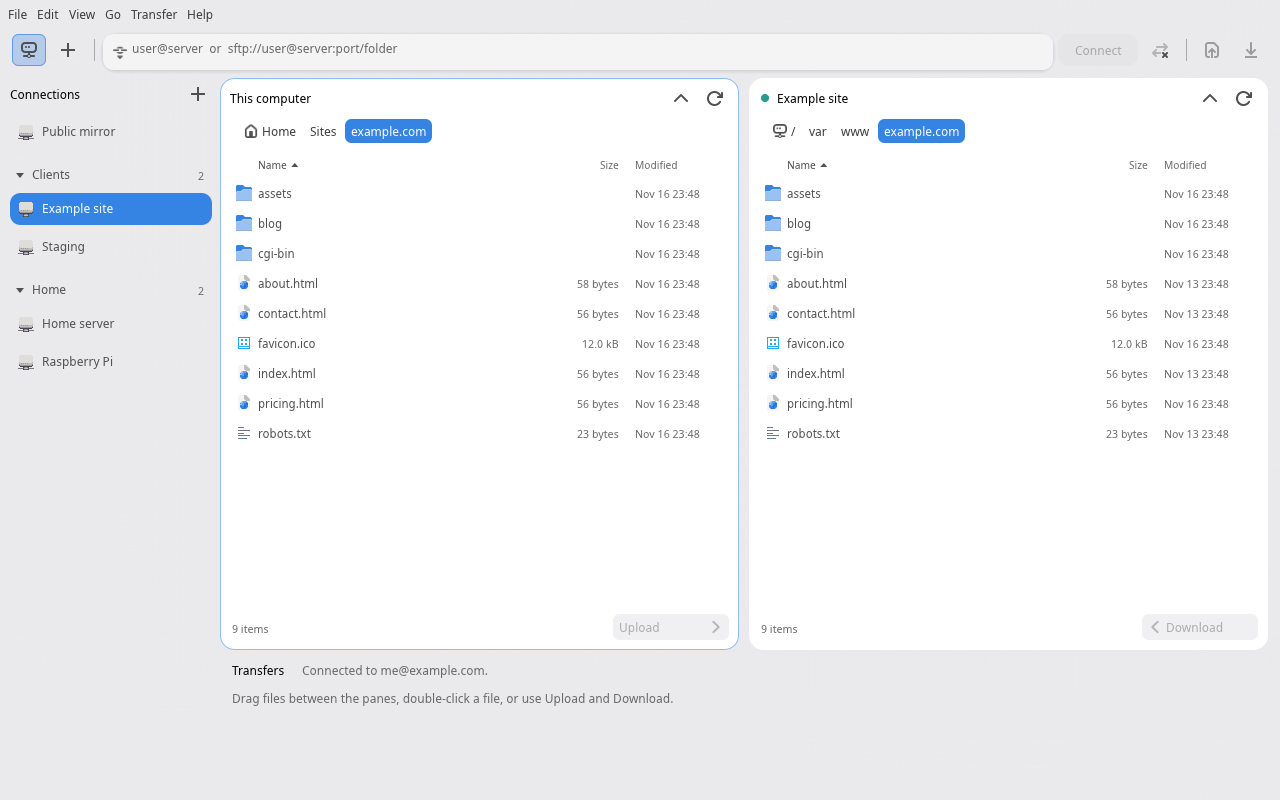 File Edit View Go Transfer Help
user@server or sftp://user@server:port/folder
Connect
Connections
Public mirror
Clients 2
Example site
Staging
Home 2
Home server
Raspberry Pi
This computer
Home Sites example.com
Name Size Modified
assets Nov 16 23:48
blog Nov 16 23:48
cgi-bin Nov 16 23:48
about.html 58 bytes Nov 16 23:48
contact.html 56 bytes Nov 16 23:48
favicon.ico 12.0 kB Nov 16 23:48
index.html 56 bytes Nov 16 23:48
pricing.html 56 bytes Nov 16 23:48
robots.txt 23 bytes Nov 16 23:48
9 items
Upload
Example site
/ var www example.com
Name Size Modified
assets Nov 16 23:48
blog Nov 16 23:48
cgi-bin Nov 16 23:48
about.html 58 bytes Nov 13 23:48
contact.html 56 bytes Nov 13 23:48
favicon.ico 12.0 kB Nov 16 23:48
index.html 56 bytes Nov 13 23:48
pricing.html 56 bytes Nov 16 23:48
robots.txt 23 bytes Nov 13 23:48
9 items
Download
Transfers Connected to me@example.com.
Drag files between the panes, double-click a file, or use Upload and Download.